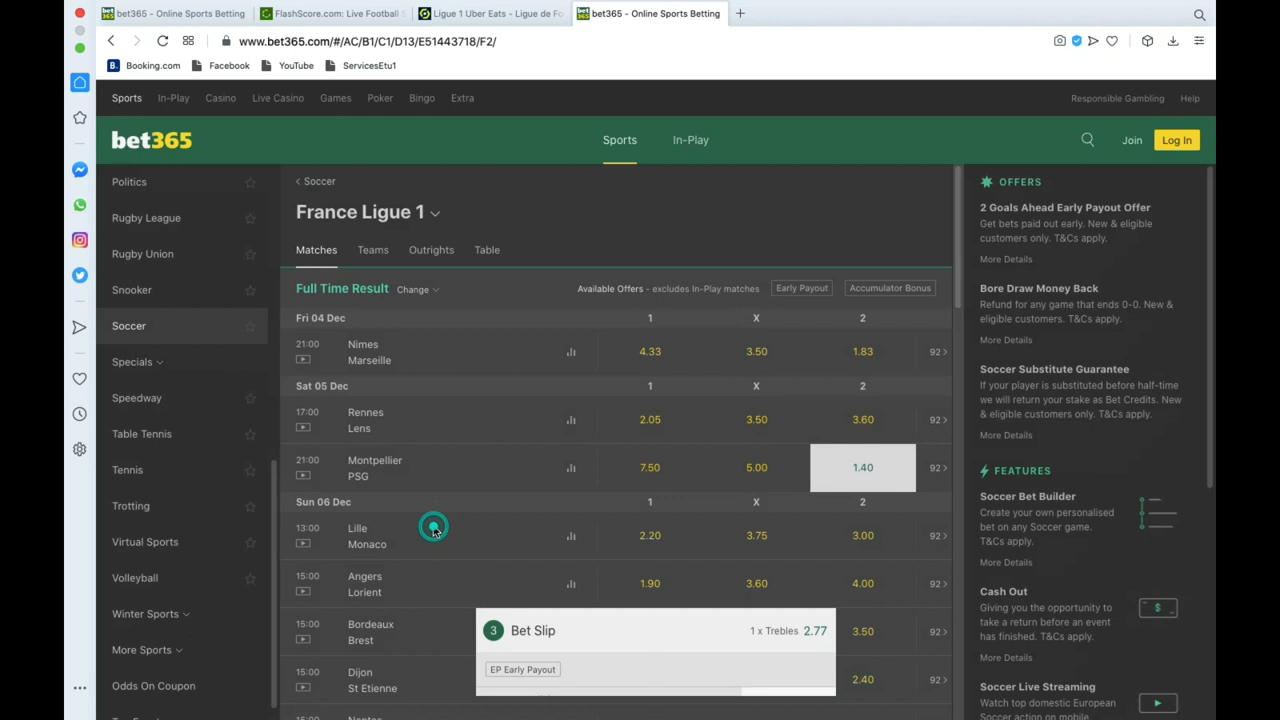 bet365 - Online Sports Betting
FlashScore.com: Live Football S
Ligue 1 Uber Eats - Ligue de Fo
bet365 - Online Sports Betting
www.bet365.com/#/AC/B1/C1/D13/E51443718/F2/
B. Booking.com
Facebook
YouTube
ServicesEtu1
Sports
In-Play
Casino
Live Casino
Games
Poker
Bingo
Extra
Responsible Gambling
Help
bet365
Sports
In-Play
Join
Log In
Politics
Rugby League
Rugby Union
Snooker
Soccer
Specials
Speedway
Table Tennis
Tennis
Trotting
Virtual Sports
Volleyball
Winter Sports
More Sports
Odds On Coupon
Soccer
France Ligue 1
Matches Teams Outrights Table
Full Time Result Change Available Offers - excludes In-Play matches Early Payout Accumulator Bonus
Fri 04 Dec 1 X 2
21:00 Nimes
Marseille 4.33 3.50 1.83 92
Sat 05 Dec 1 X 2
17:00 Rennes
Lens 2.05 3.50 3.60 92
21:00 Montpellier
PSG 7.50 5.00 1.40 92
Sun 06 Dec 1 X 2
13:00 Lille
Monaco 2.20 3.75 3.00 92
15:00 Angers
Lorient 1.90 3.60 4.00 92
15:00 Bordeaux
Brest 3.50 92
15:00 Dijon
St Etienne 2.40 92
3 Bet Slip 1 x Trebles 2.77
EP Early Payout
OFFERS
2 Goals Ahead Early Payout Offer
Get bets paid out early. New & eligible
customers only. T&Cs apply.
More Details
Bore Draw Money Back
Refund for any game that ends 0-0. New &
eligible customers. T&Cs apply.
More Details
Soccer Substitute Guarantee
If your player is substituted before half-time
we will return your stake as Bet Credits. New
& eligible customers only. T&Cs apply.
More Details
FEATURES
Soccer Bet Builder
Create your own personalised
bet on any Soccer game.
T&Cs apply.
More Details
Cash Out
Giving you the opportunity to
take a return before an event
has finished. T&Cs apply.
More Details
Soccer Live Streaming
Watch top domestic European
Soccer action on mobile